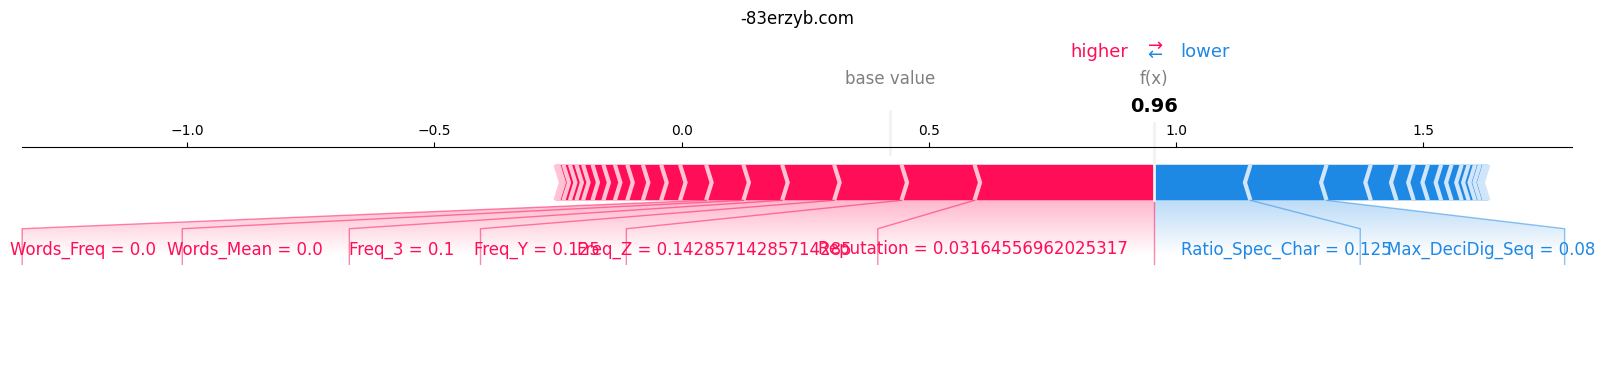 -83erzyb.com
higher ⇄ lower
base value f(x)
0.96
−1.0 −0.5 0.0 0.5 1.0 1.5
Words_Freq = 0.0 Words_Mean = 0.0 Freq_3 = 0.1 Freq_Y = 0.125 Freq_Z = 0.14285714285714285 Reputation = 0.03164556962025317 Ratio_Spec_Char = 0.125 Max_DeciDig_Seq = 0.08